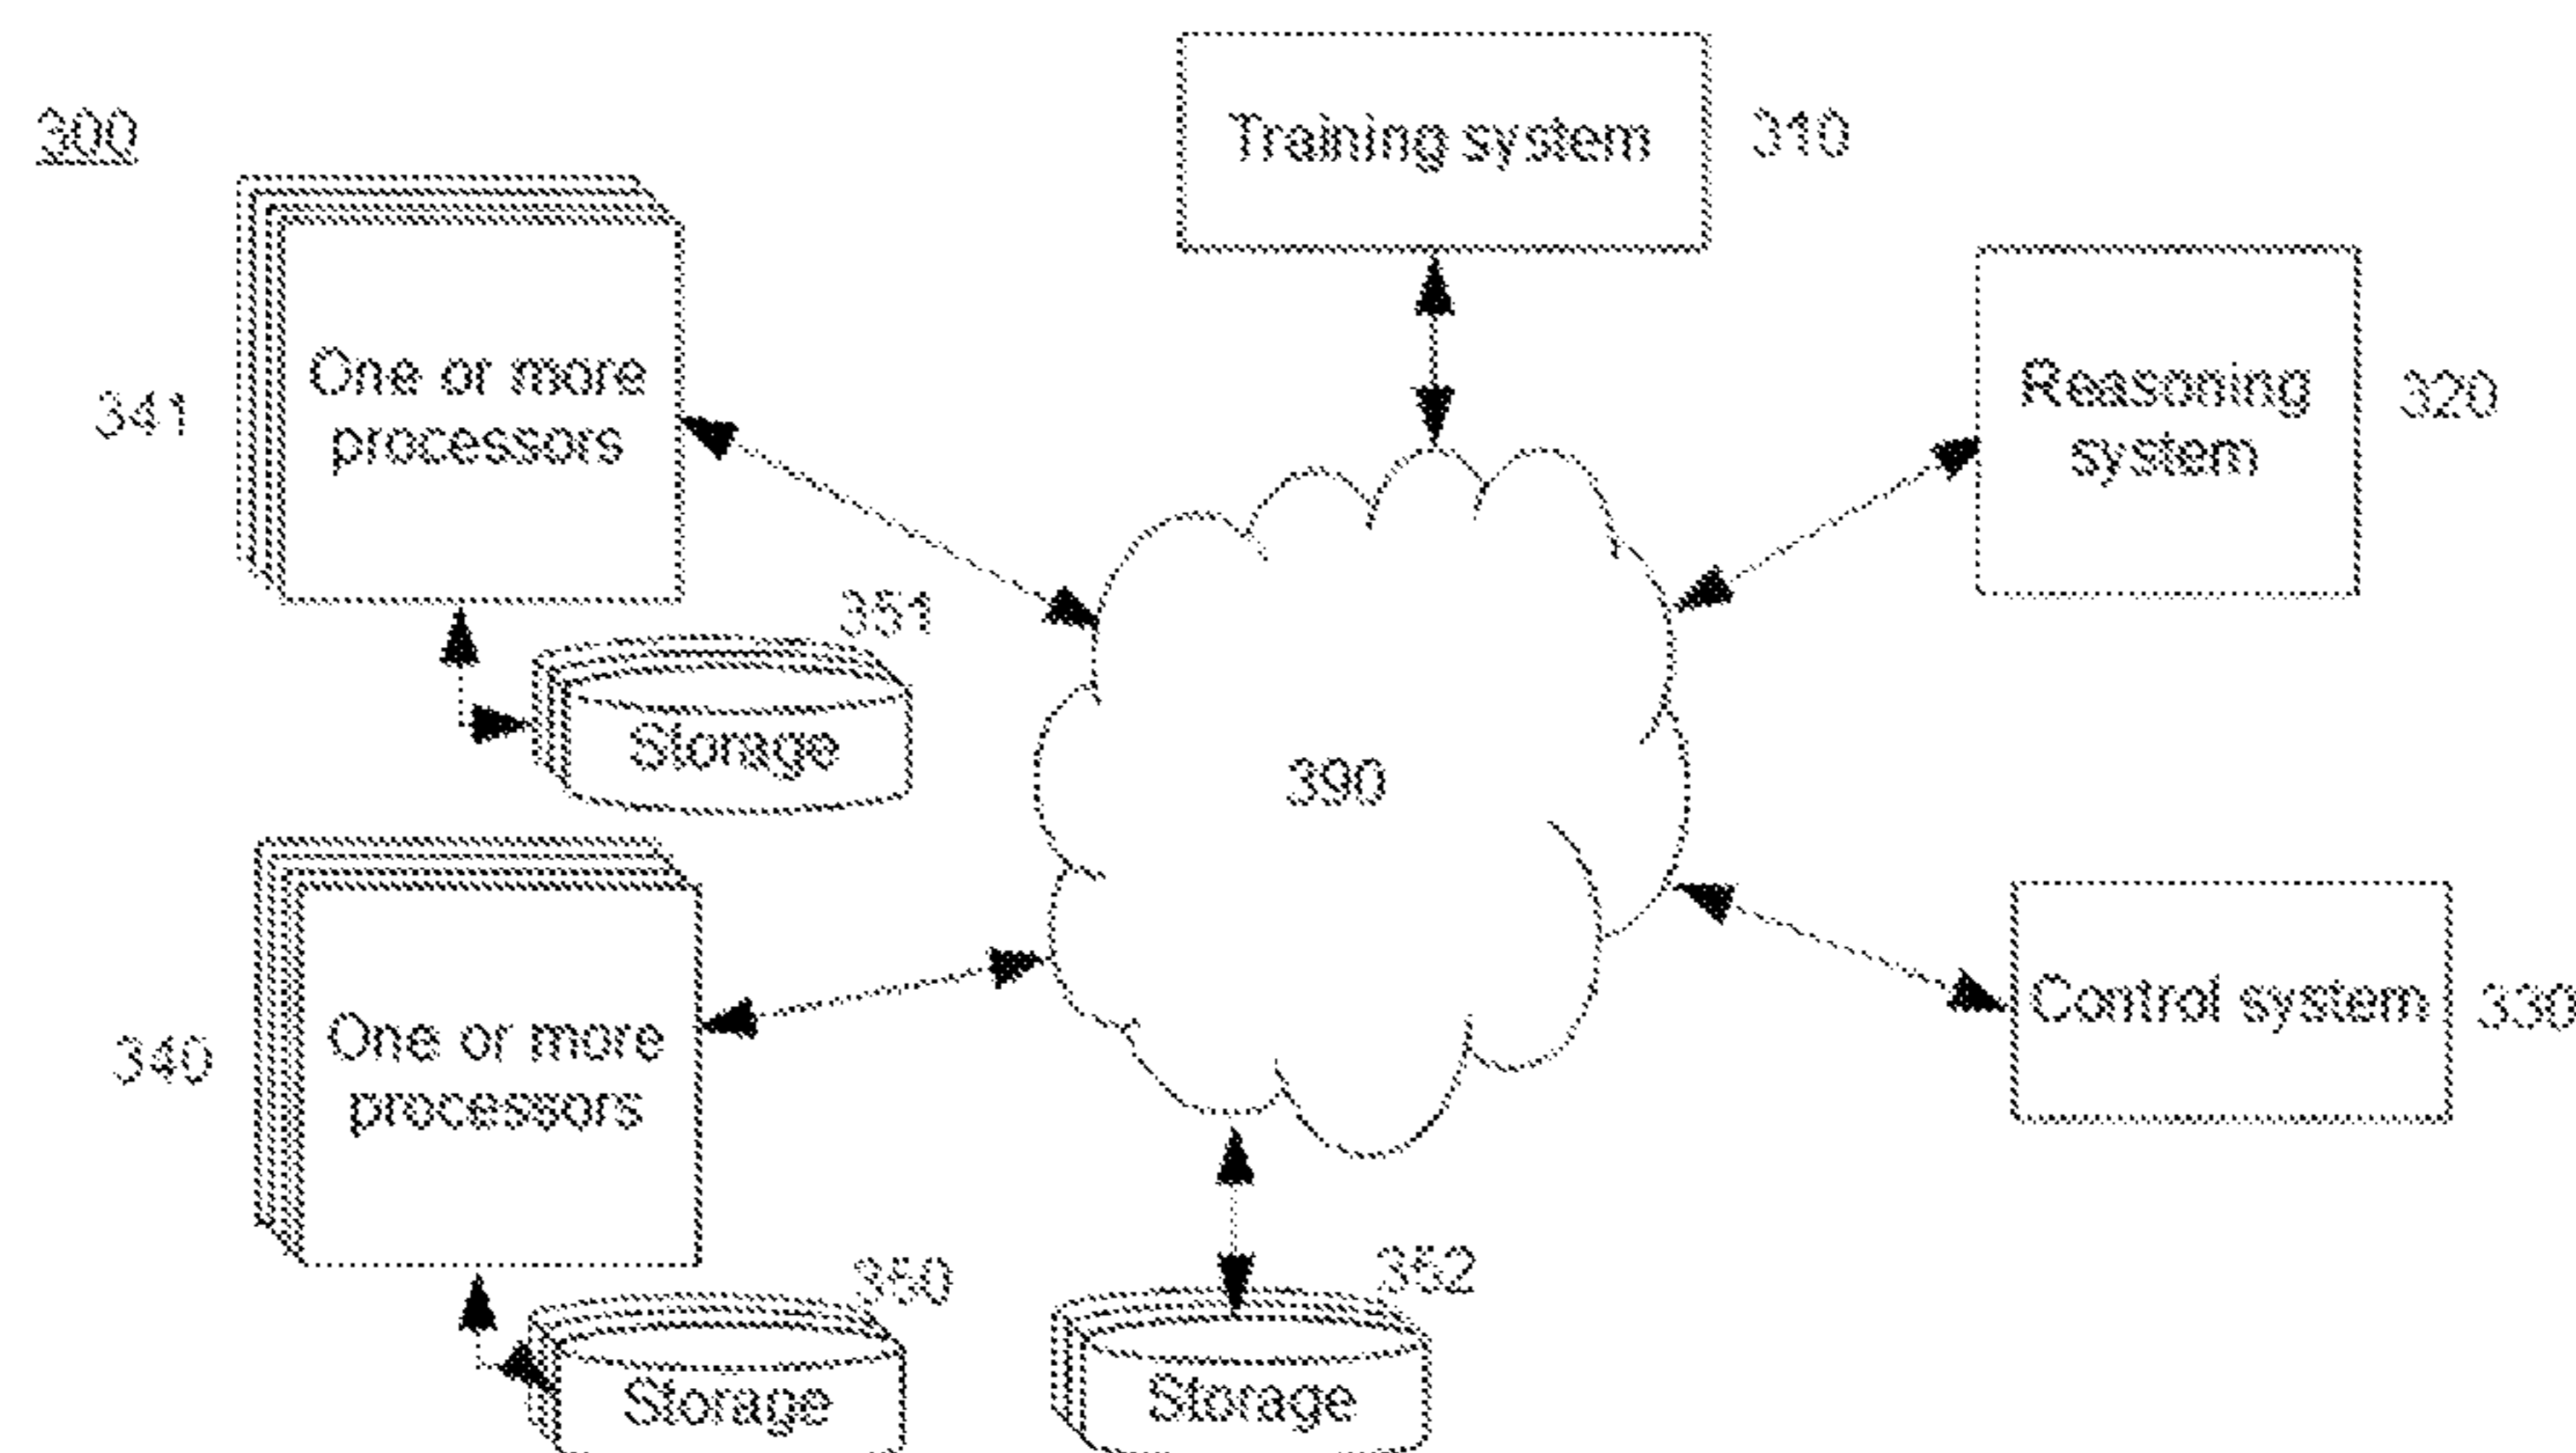 300
Training system
310
341
One or more
processors
Reasoning
system
320
351
Storage
390
340
One or more
processors
Control system
330
350
Storage
352
Storage